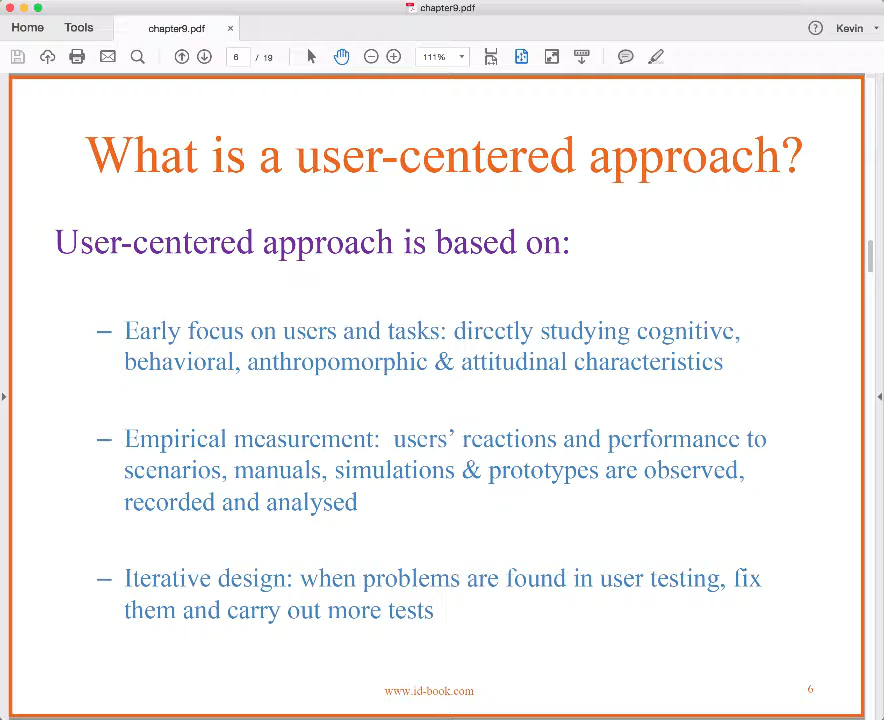 chapter9.pdf
Home Tools chapter9.pdf × ? Kevin
6 / 19 111%
What is a user-centered approach?
User-centered approach is based on:
– Early focus on users and tasks: directly studying cognitive,
behavioral, anthropomorphic & attitudinal characteristics
– Empirical measurement: users’ reactions and performance to
scenarios, manuals, simulations & prototypes are observed,
recorded and analysed
– Iterative design: when problems are found in user testing, fix
them and carry out more tests
www.id-book.com 6